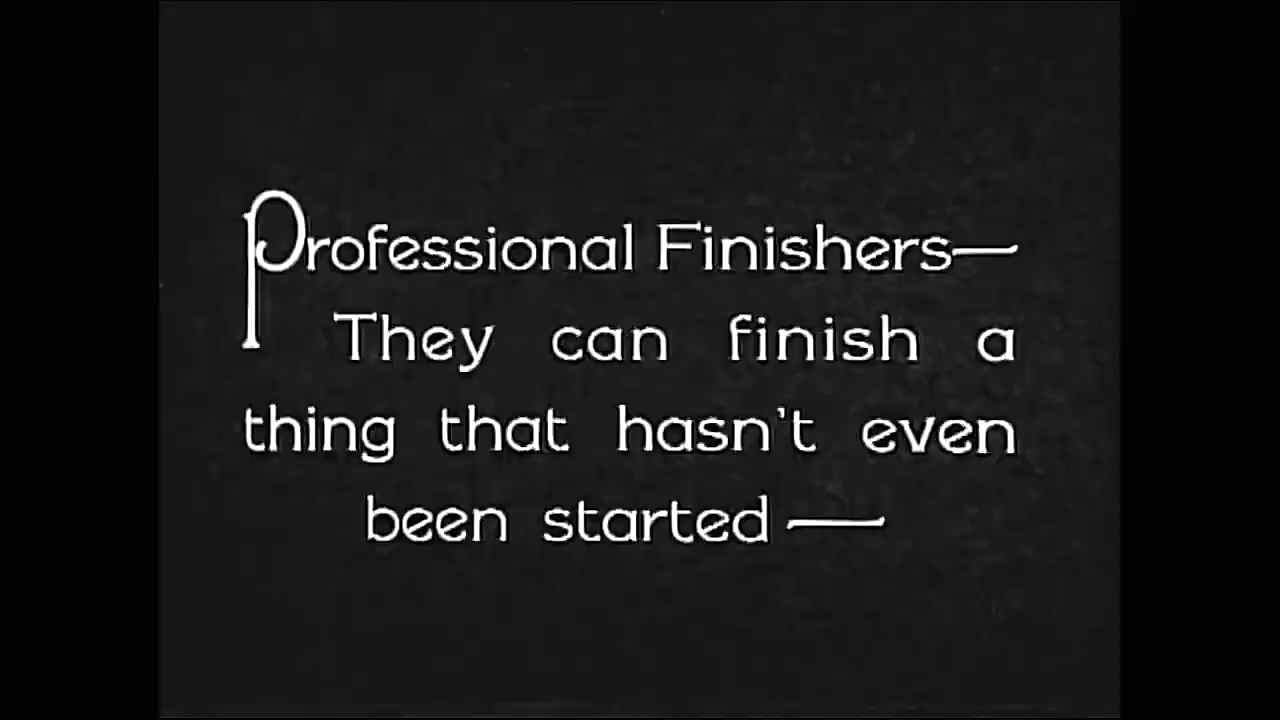 Professional Finishers—
They can finish a
thing that hasn't even
been started —